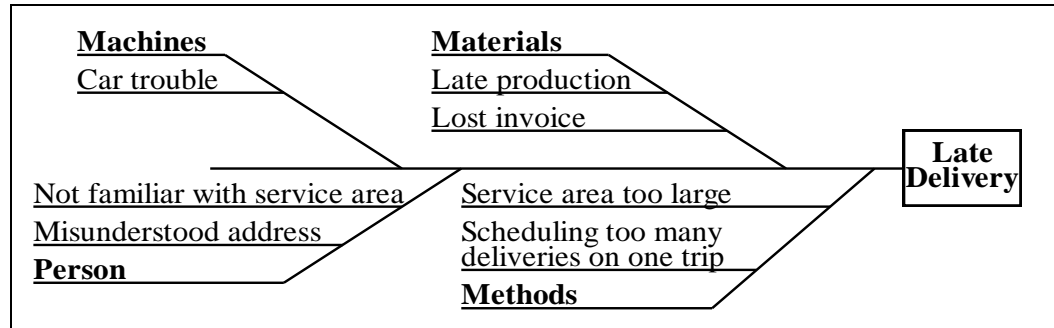 Machines
Car trouble
Materials
Late production
Lost invoice
Late
Delivery
Not familiar with service area
Misunderstood address
Person
Service area too large
Scheduling too many
deliveries on one trip
Methods